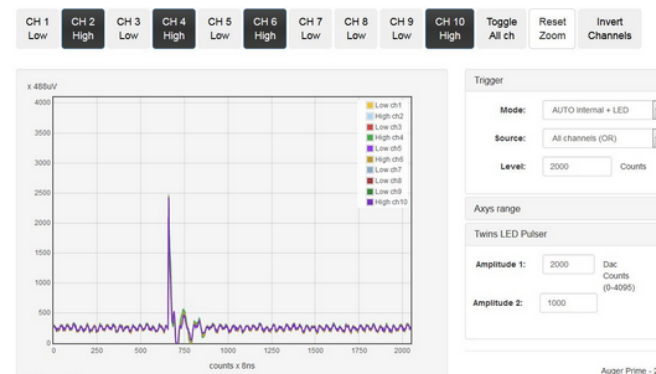 CH 1 CH 2 CH 3 CH 4 CH 5 CH 6 CH 7 CH 8 CH 9 CH 10 Toggle Reset Invert
Low High Low High Low High Low Low Low High All ch Zoom Channels
x 488uV
4000
3500
3000
2500
2000
1500
1000
500
0
0 250 500 750 1000 1250 1500 1750 2000
counts x 8ns
Low ch1
High ch2
Low ch3
High ch4
Low ch5
High ch6
Low ch7
Low ch8
Low ch9
High ch10
Trigger
Mode: AUTO Internal + LED
Source: All channels (OR)
Level: 2000 Counts
Axys range
Twins LED Pulser
Amplitude 1: 2000 Dac
Counts
(0-4095)
Amplitude 2: 1000
Auger Prime - 2